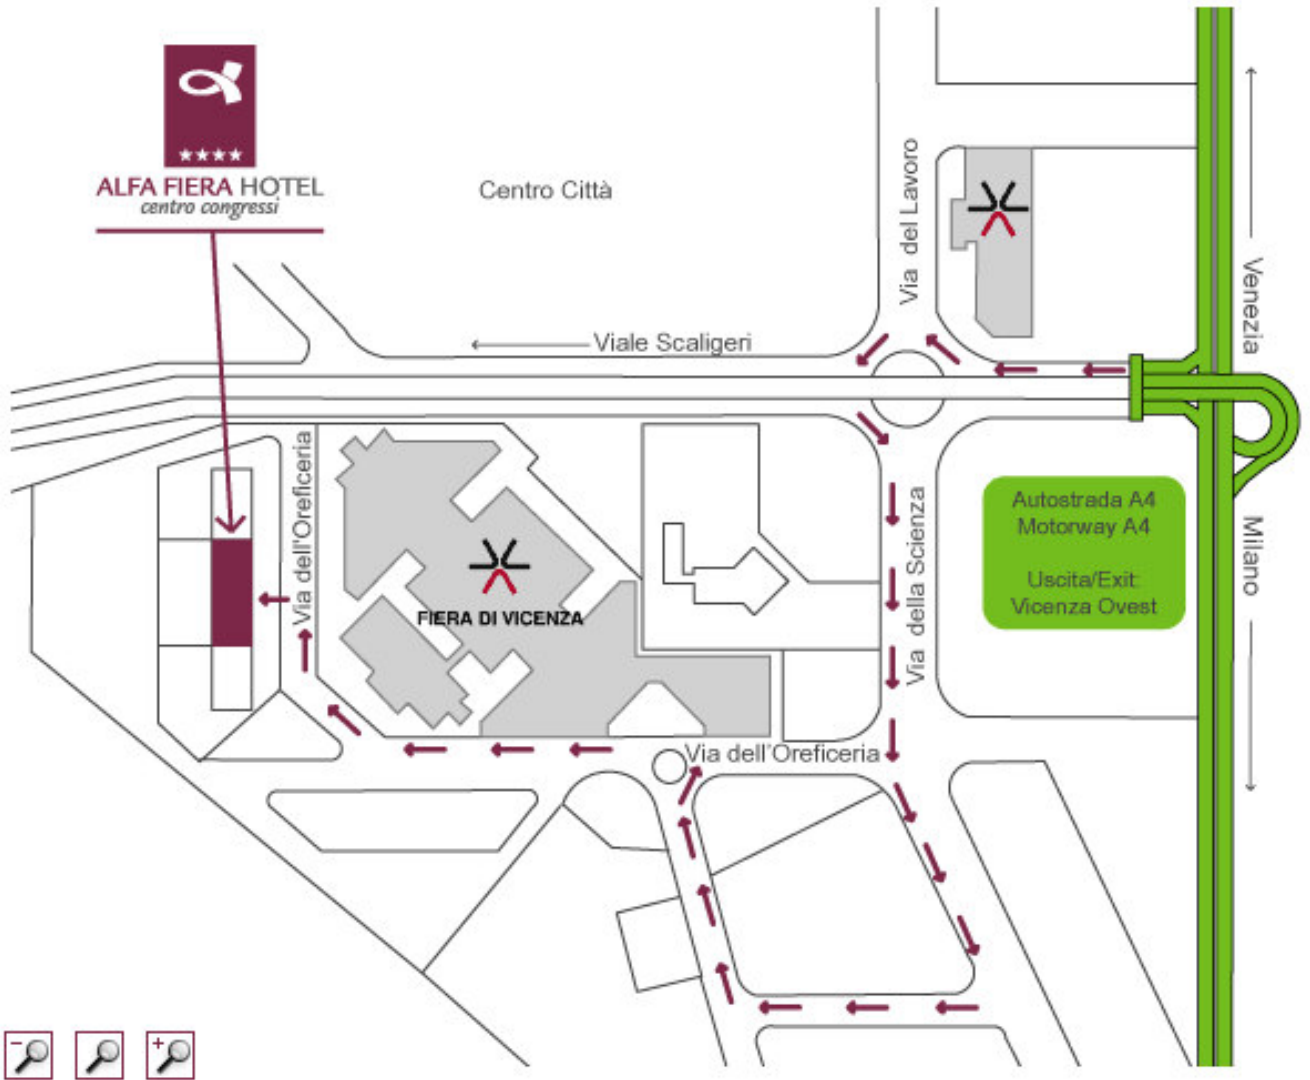 ALFA FIERA HOTEL
centro congressi
Centro Città
Via del Lavoro
Venezia
Viale Scaligeri
Via dell'Oreficeria
FIERA DI VICENZA
Via della Scienza
Autostrada A4
Motorway A4
Uscita/Exit:
Vicenza Ovest
Milano
Via dell'Oreficeria